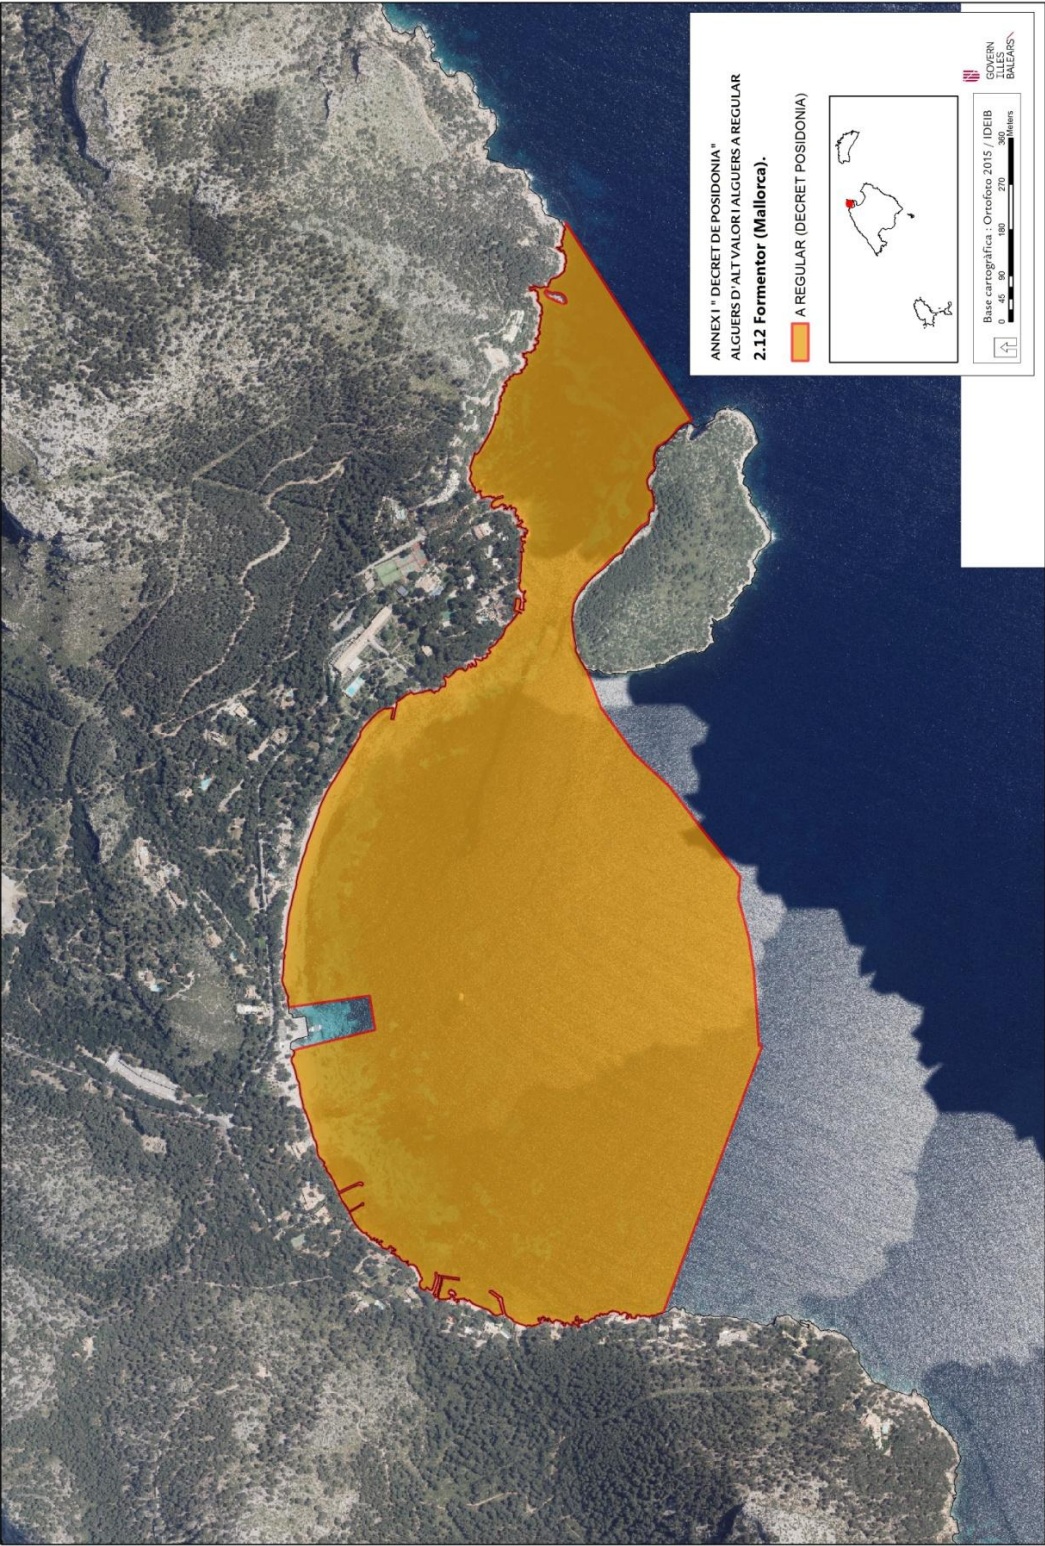 ANNEX I " DECRET DE POSIDONIA"
ALGUERS D'ALT VALOR I ALGUERS A REGULAR
2.12 Formentor (Mallorca).
A REGULAR (DECRET POSIDONIA)
Base cartogràfica : Ortofoto 2015 / IDEIB
0 45 90 180 270 360
Meters
GOVERN
ILLES
BALEARS